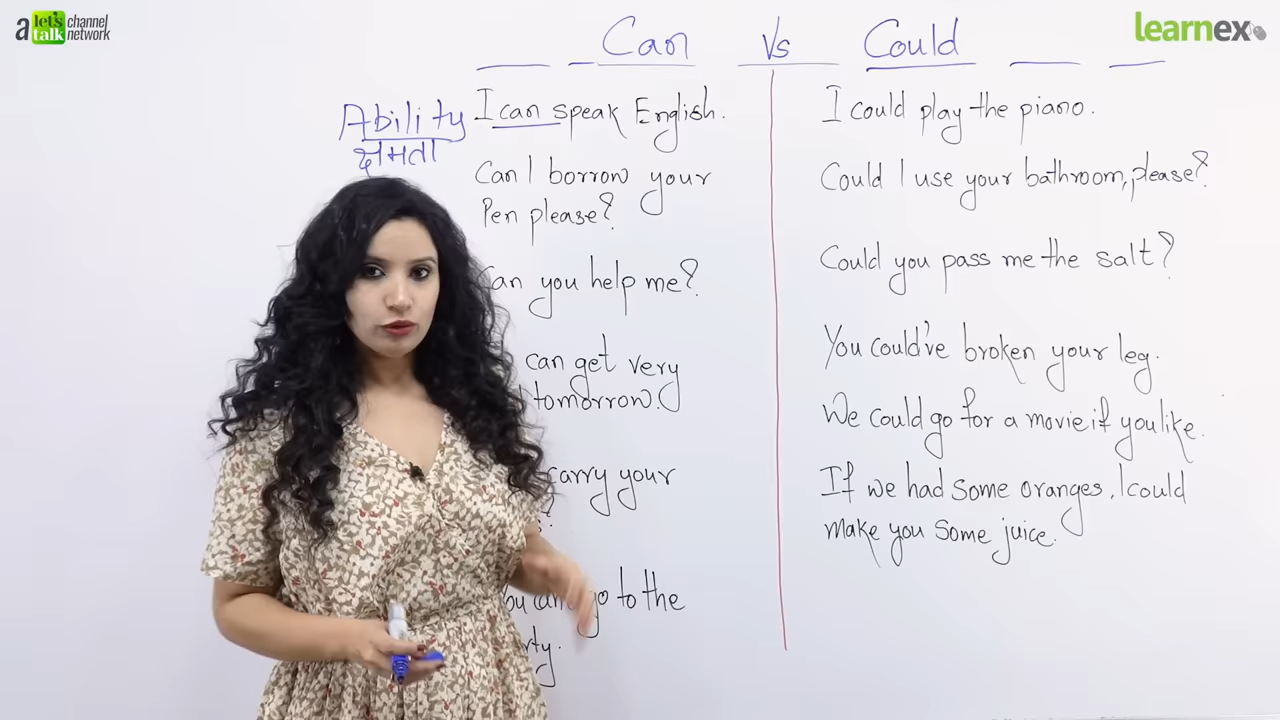 a let's talk channel network
learnex
Can Vs Could
Ability
क्षमता
I can speak English.
Can I borrow your
Pen please?
Can you help me?
can get very
tomorrow.
carry your
?
go to the
I could play the piano.
Could I use your bathroom, please?
Could you pass me the salt?
You could've broken your leg.
We could go for a movie if you like.
If we had some oranges, I could
make you some juice.